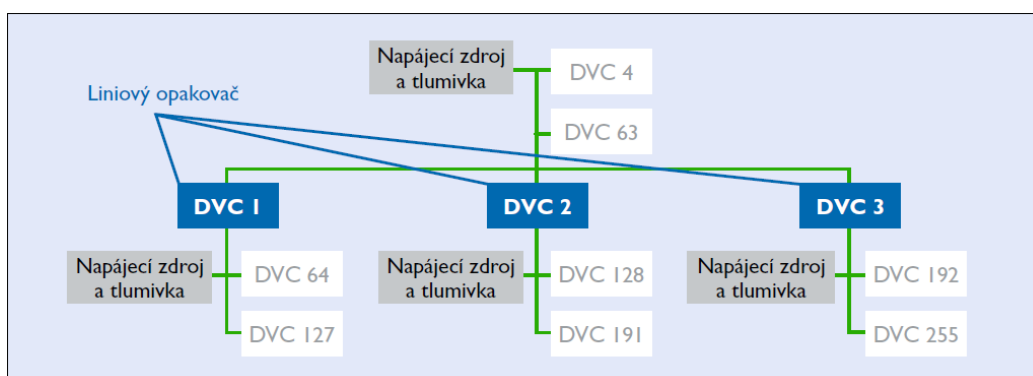 Napájecí zdroj
a tlumivka
DVC 4
Liniový opakovač
DVC 63
DVC 1
DVC 2
DVC 3
Napájecí zdroj
a tlumivka
DVC 64
Napájecí zdroj
a tlumivka
DVC 128
Napájecí zdroj
a tlumivka
DVC 192
DVC 127
DVC 191
DVC 255